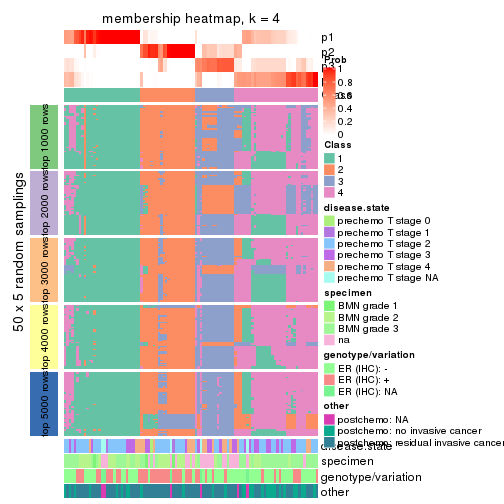 membership heatmap, k = 4
p1
p2
p3
Prob
1
0.8
0.6
0.4
0.2
0
Class
1
2
3
4
disease.state
prechemo T stage 0
prechemo T stage 1
prechemo T stage 2
prechemo T stage 3
prechemo T stage 4
prechemo T stage NA
specimen
BMN grade 1
BMN grade 2
BMN grade 3
na
genotype/variation
ER (IHC): -
ER (IHC): +
ER (IHC): NA
other
postchemo: NA
postchemo: no invasive cancer
postchemo: residual invasive cancer
disease.state
specimen
genotype/variation
other
50 x 5 random samplings
top 1000 rows
top 2000 rows
top 3000 rows
top 4000 rows
top 5000 rows